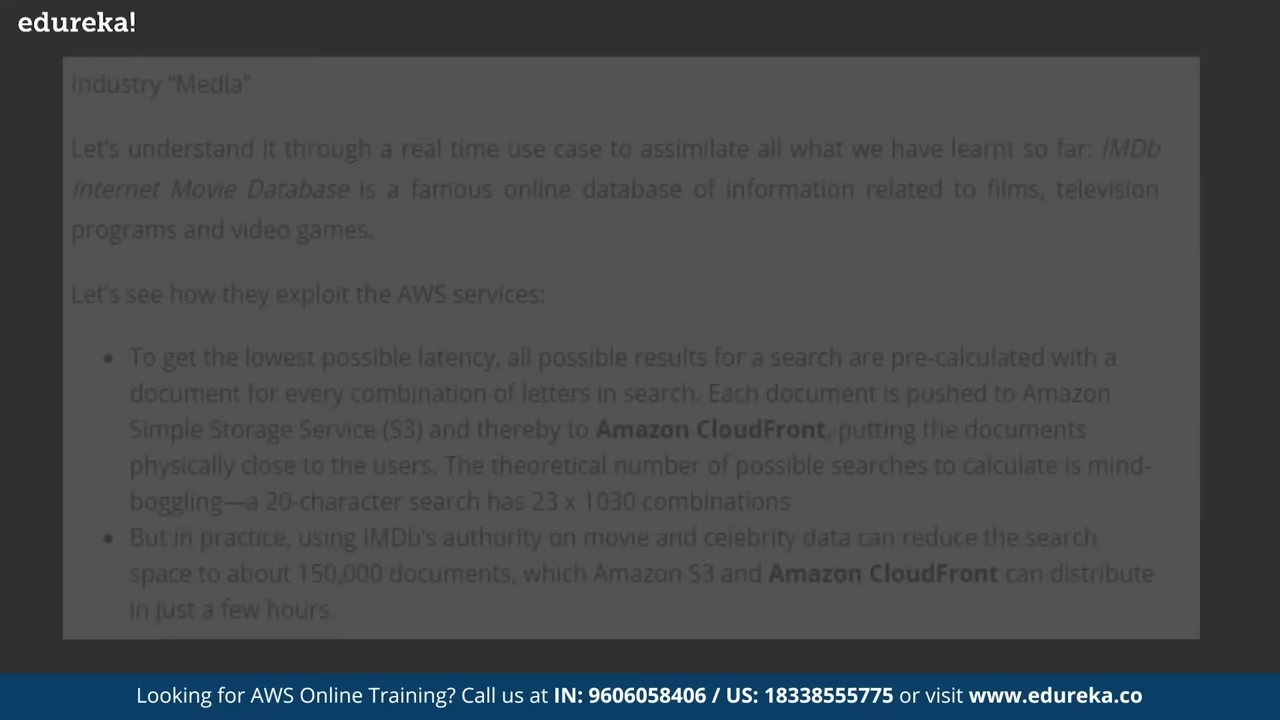 edureka!
Industry "Media"
Let's understand it through a real time use case to assimilate all what we have learnt so far: IMDb
Internet Movie Database is a famous online database of information related to films, television
programs and video games.
Let's see how they exploit the AWS services:
• To get the lowest possible latency, all possible results for a search are pre-calculated with a
document for every combination of letters in search. Each document is pushed to Amazon
Simple Storage Service (S3) and thereby to Amazon CloudFront, putting the documents
physically close to the users. The theoretical number of possible searches to calculate is mind-
boggling—a 20-character search has 23 x 1030 combinations
• But in practice, using IMDb's authority on movie and celebrity data can reduce the search
space to about 150,000 documents, which Amazon S3 and Amazon CloudFront can distribute
in just a few hours.
Looking for AWS Online Training? Call us at IN: 9606058406 / US: 18338555775 or visit www.edureka.co